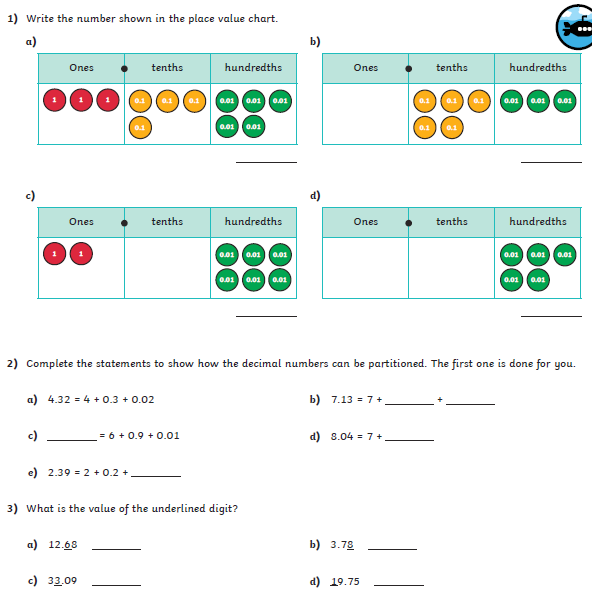 1) Write the number shown in the place value chart.
a) b)
Ones tenths hundredths Ones tenths hundredths
1 1 1 0.1 0.1 0.1 0.01 0.01 0.01 0.1 0.1 0.1 0.01 0.01 0.01
0.1 0.01 0.01 0.1 0.1
c) d)
Ones tenths hundredths Ones tenths hundredths
1 1 0.01 0.01 0.01 0.01 0.01 0.01
0.01 0.01 0.01 0.01 0.01
2) Complete the statements to show how the decimal numbers can be partitioned. The first one is done for you.
a) 4.32 = 4 + 0.3 + 0.02 b) 7.13 = 7 + ________ + ________
c) ________ = 6 + 0.9 + 0.01 d) 8.04 = 7 + ________
e) 2.39 = 2 + 0.2 + ________
3) What is the value of the underlined digit?
a) 12.68 ________ b) 3.78 ________
c) 33.09 ________ d) 19.75 ________